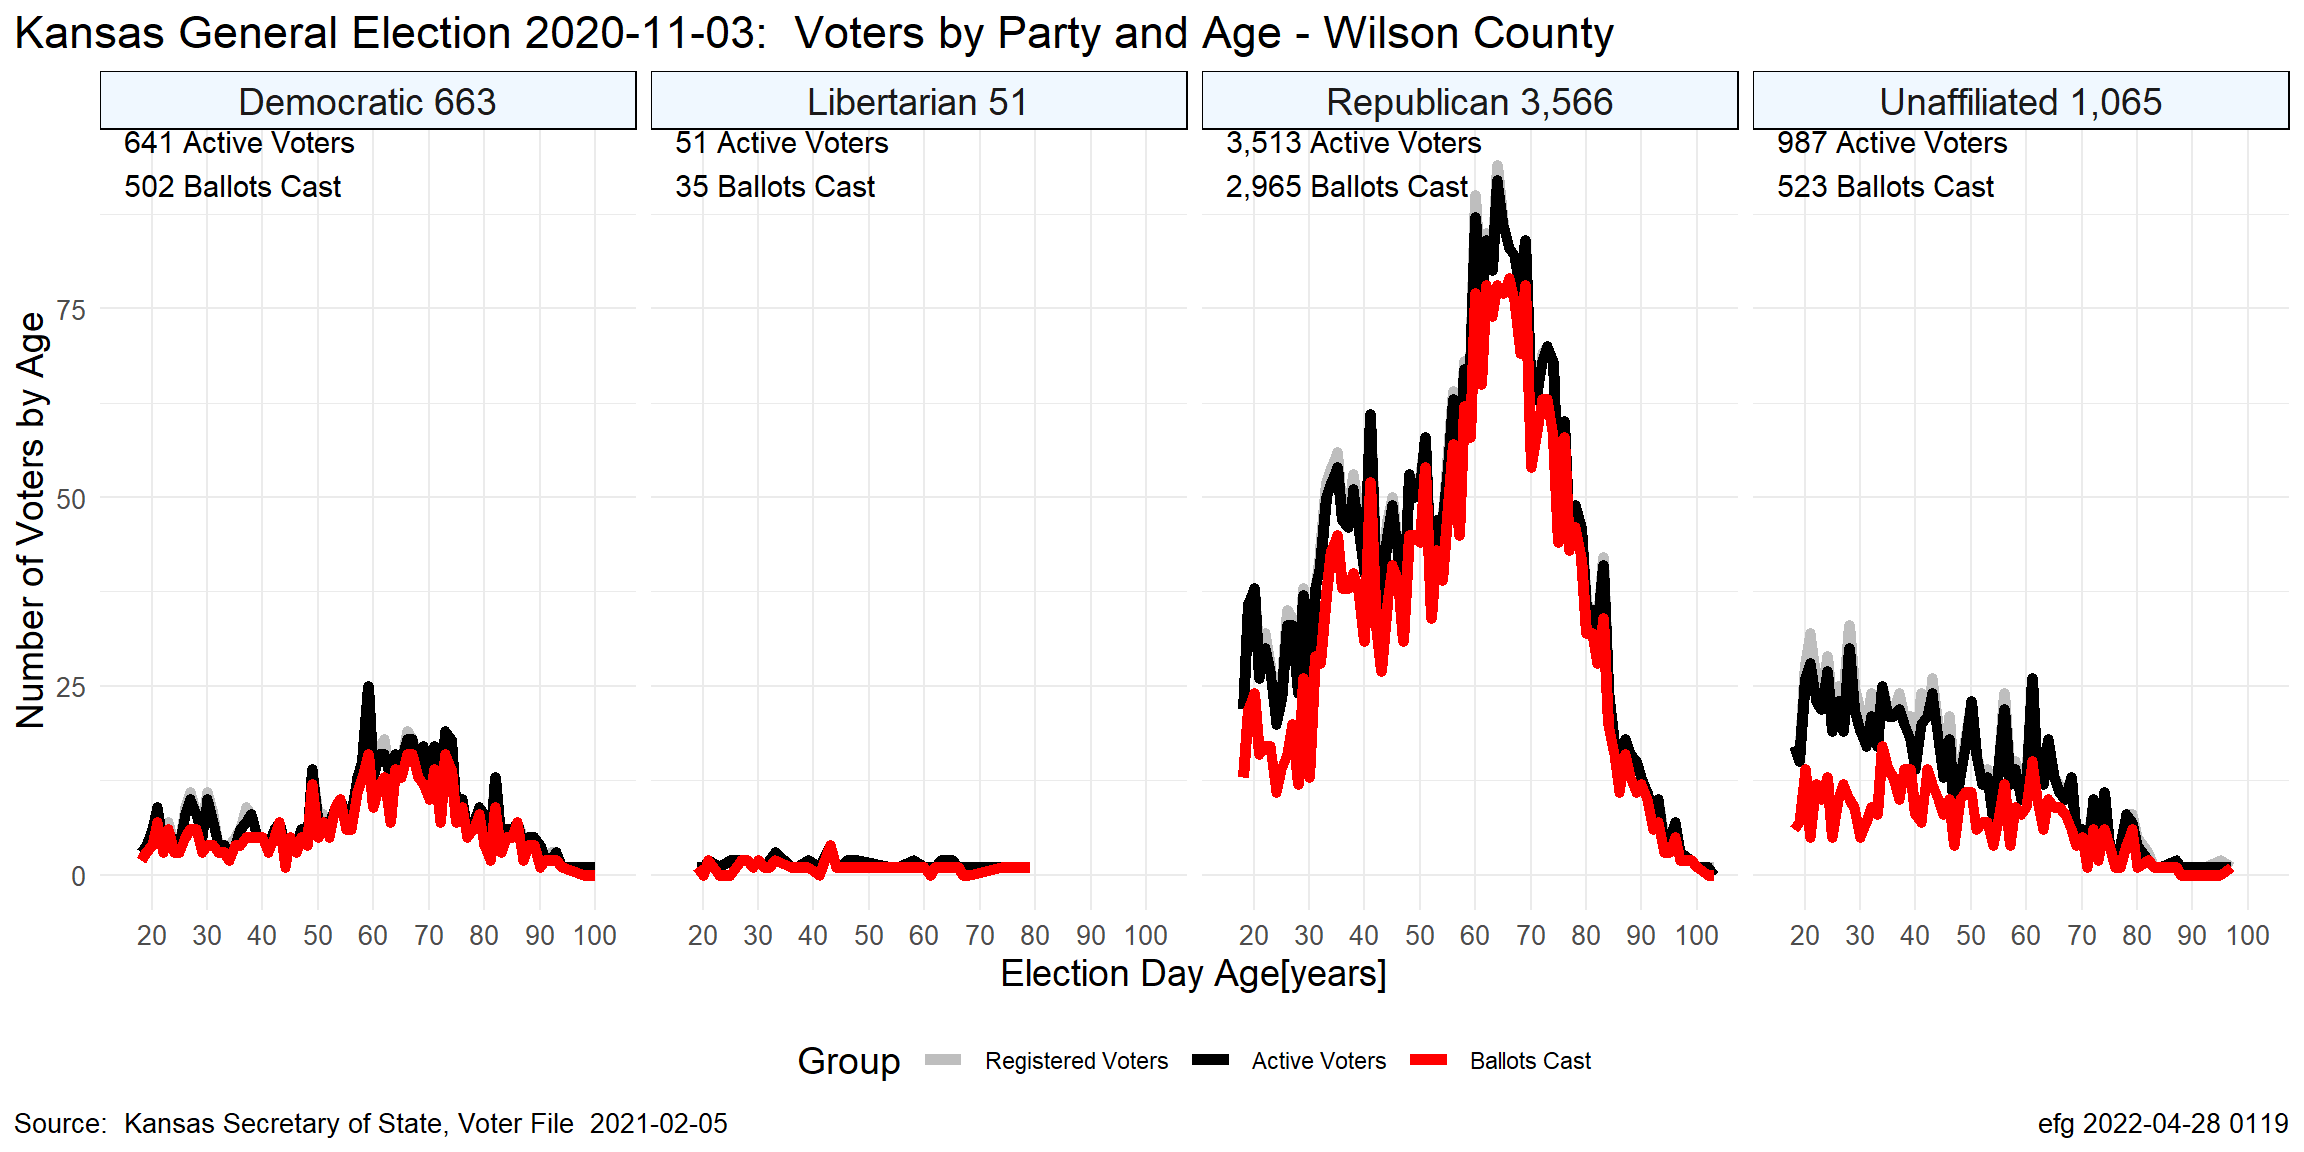 Kansas General Election 2020-11-03:  Voters by Party and Age - Wilson County
Democratic 663
Libertarian 51
Republican 3,566
Unaffiliated 1,065
641 Active Voters
502 Ballots Cast
51 Active Voters
35 Ballots Cast
3,513 Active Voters
2,965 Ballots Cast
987 Active Voters
523 Ballots Cast
Number of Voters by Age
75
50
25
0
20 30 40 50 60 70 80 90 100
20 30 40 50 60 70 80 90 100
20 30 40 50 60 70 80 90 100
20 30 40 50 60 70 80 90 100
Election Day Age[years]
Group Registered Voters Active Voters Ballots Cast
Source:  Kansas Secretary of State, Voter File  2021-02-05
efg 2022-04-28 0119